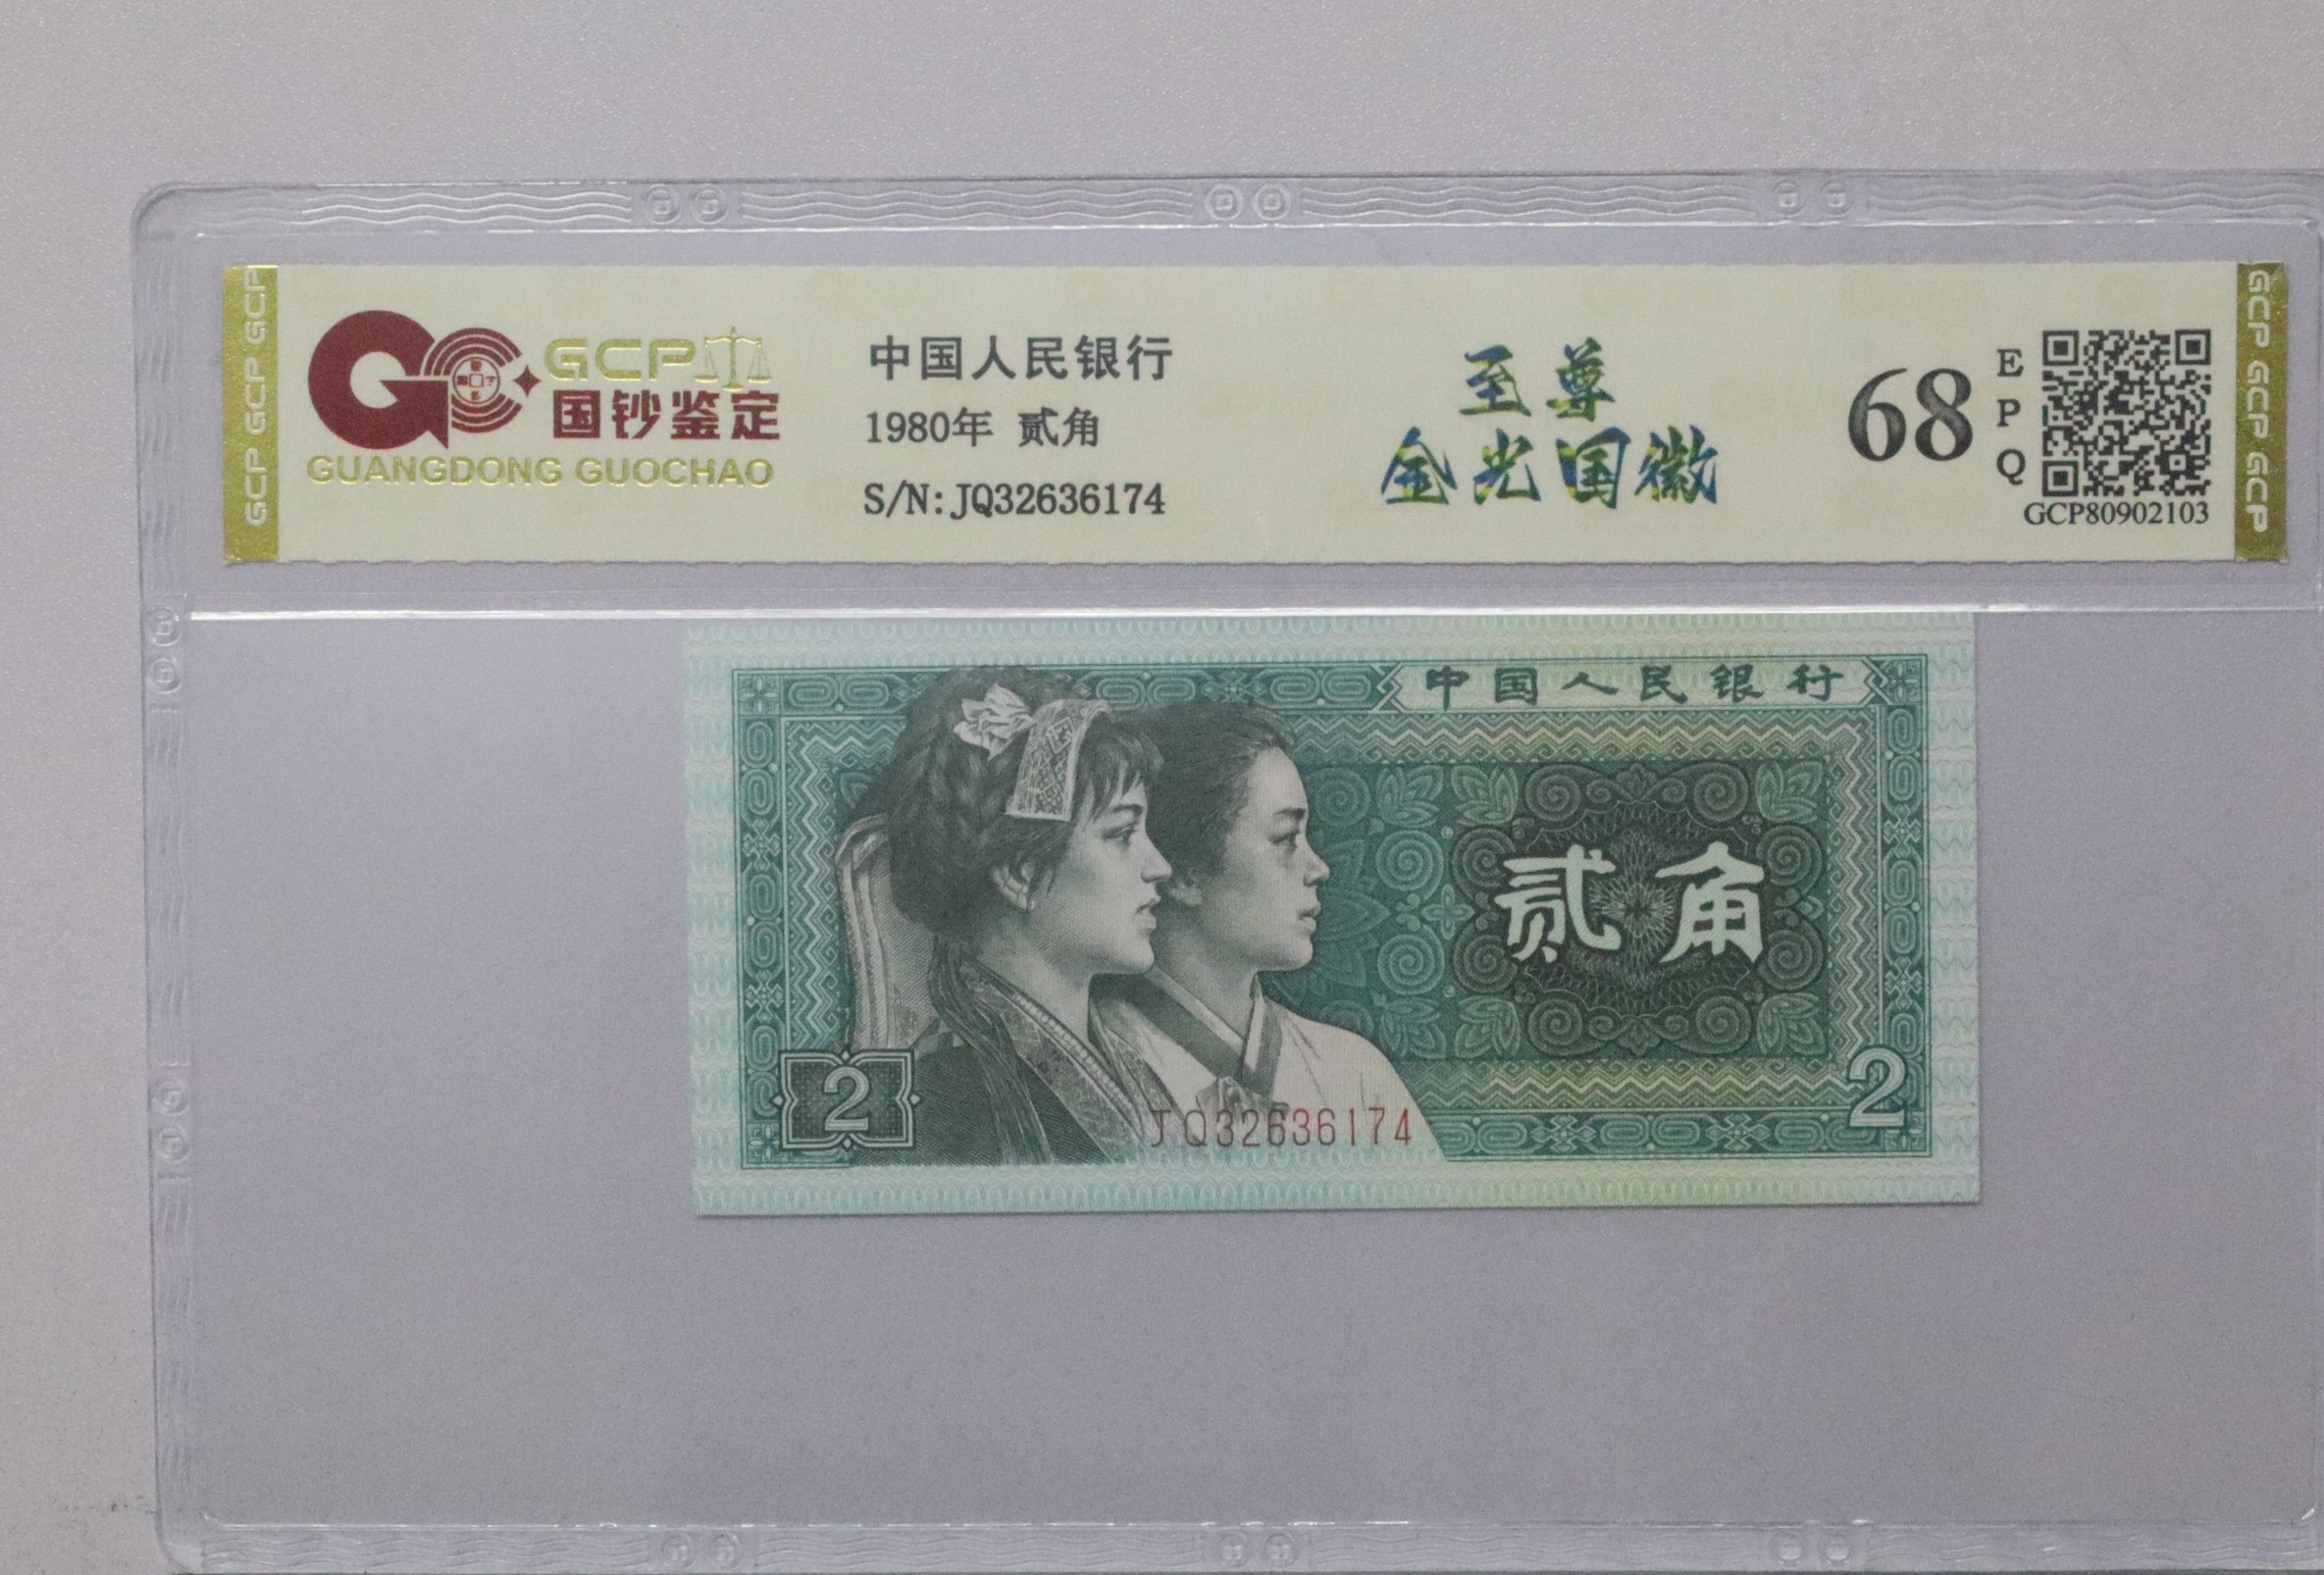 GCP GCP GCP
GCP
国钞鉴定
GUANGDONG GUOCHAO
中国人民银行
1980年 贰角
S/N:JQ32636174
至尊
金光国徽
68
EPQ
GCP80902103
GCP GCP GCP
中国人民银行
贰角
2
2
JQ32636174